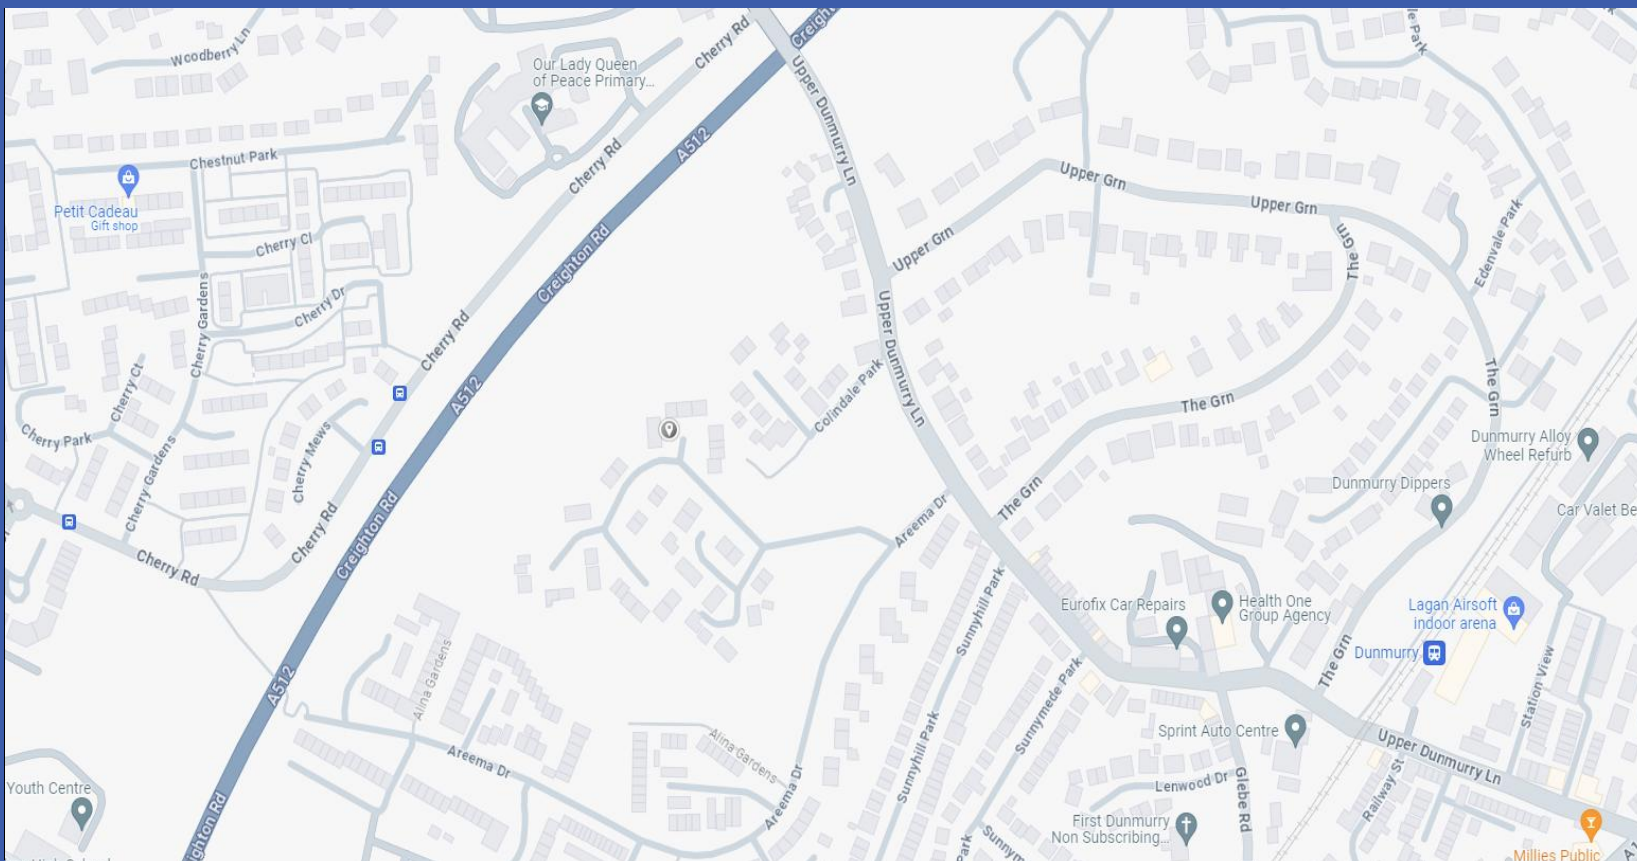 Woodberry Ln
Cherry Rd
Creight
Upper Dunmurry Ln
Our Lady Queen
of Peace Primary...
A512
Cherry Rd
Chestnut Park
Petit Cadeau
Gift shop
Cherry Cl
Cherry Gardens
Cherry Dr
Creighton Rd
Upper Grn
Upper Grn
Upper Grn
The Grn
Edenvale Park
Cherry Rd
Upper Dunmurry Ln
Cherry Ct
Cherry Park
Cherry Gardens
Cherry Mews
A512
Colindale Park
The Grn
The Grn
Dunmurry Alloy
Wheel Refurb
Dunmurry Dippers
Car Valet Be
The Grn
Areema Dr
Cherry Rd
Cherry Rd
Creighton Rd
Sunnyhill Park
Eurofix Car Repairs
Health One
Group Agency
Lagan Airsoft
indoor arena
Dunmurry
The Grn
Station View
A512
Alina Gardens
Sunnymede Park
Areema Dr
Alina Gardens
Sunnyhill Park
Sprint Auto Centre
Upper Dunmurry Ln
Railway St
Lenwood Dr
Glebe Rd
Areema Dr
Youth Centre
First Dunmurry
Non Subscribing...
ighton Rd
Park
Sunnym
Millies Public